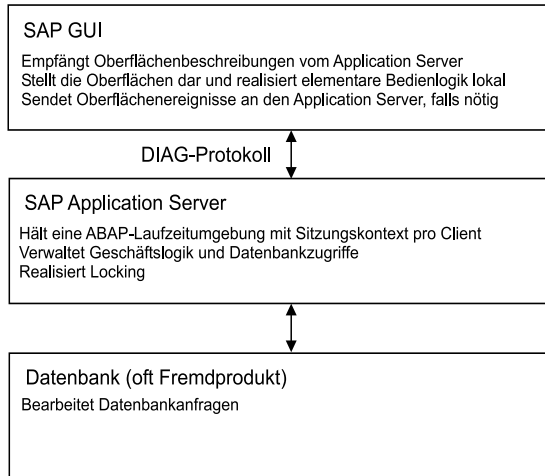 SAP GUI
Empfängt Oberflächenbeschreibungen vom Application Server
Stellt die Oberflächen dar und realisiert elementare Bedienlogik lokal
Sendet Oberflächenereignisse an den Application Server, falls nötig
DIAG-Protokoll
SAP Application Server
Hält eine ABAP-Laufzeitumgebung mit Sitzungskontext pro Client
Verwaltet Geschäftslogik und Datenbankzugriffe
Realisiert Locking
Datenbank (oft Fremdprodukt)
Bearbeitet Datenbankanfragen